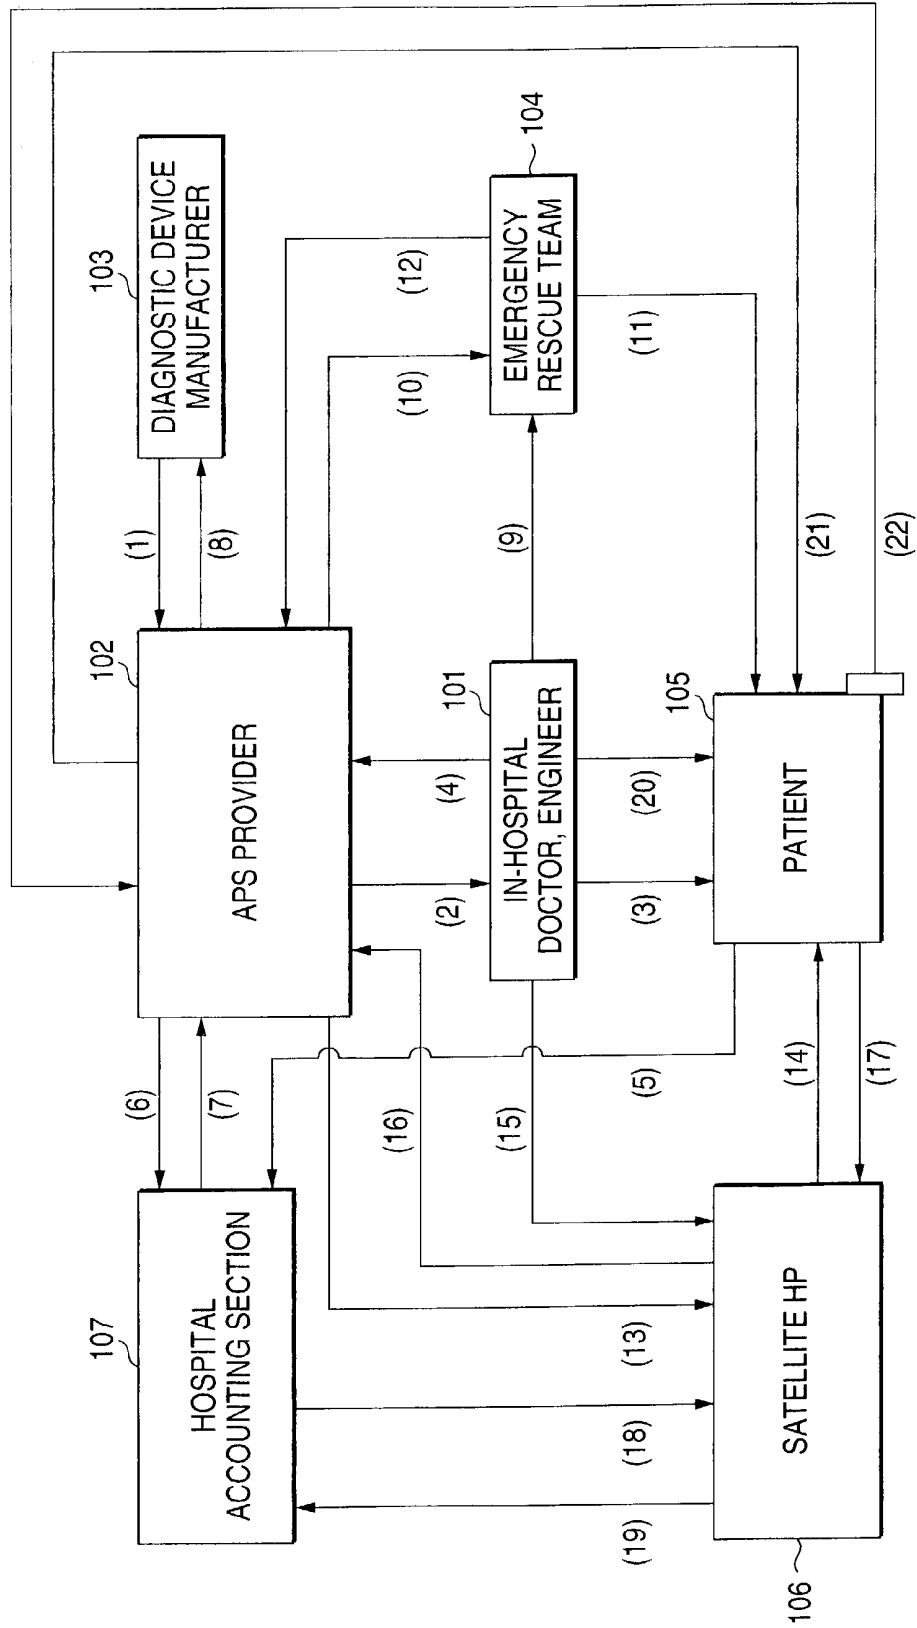 103
DIAGNOSTIC DEVICE
MANUFACTURER
(1)
(8)
102
APS PROVIDER
(6)
(7)
107
HOSPITAL
ACCOUNTING SECTION
104
EMERGENCY
RESCUE TEAM
(12)
(10)
(11)
(9)
101
IN-HOSPITAL
DOCTOR, ENGINEER
(4)
(2)
(20)
(3)
(16)
(15)
(5)
(13)
(18)
(19)
(21)
(22)
105
PATIENT
(14)
(17)
SATELLITE HP
106